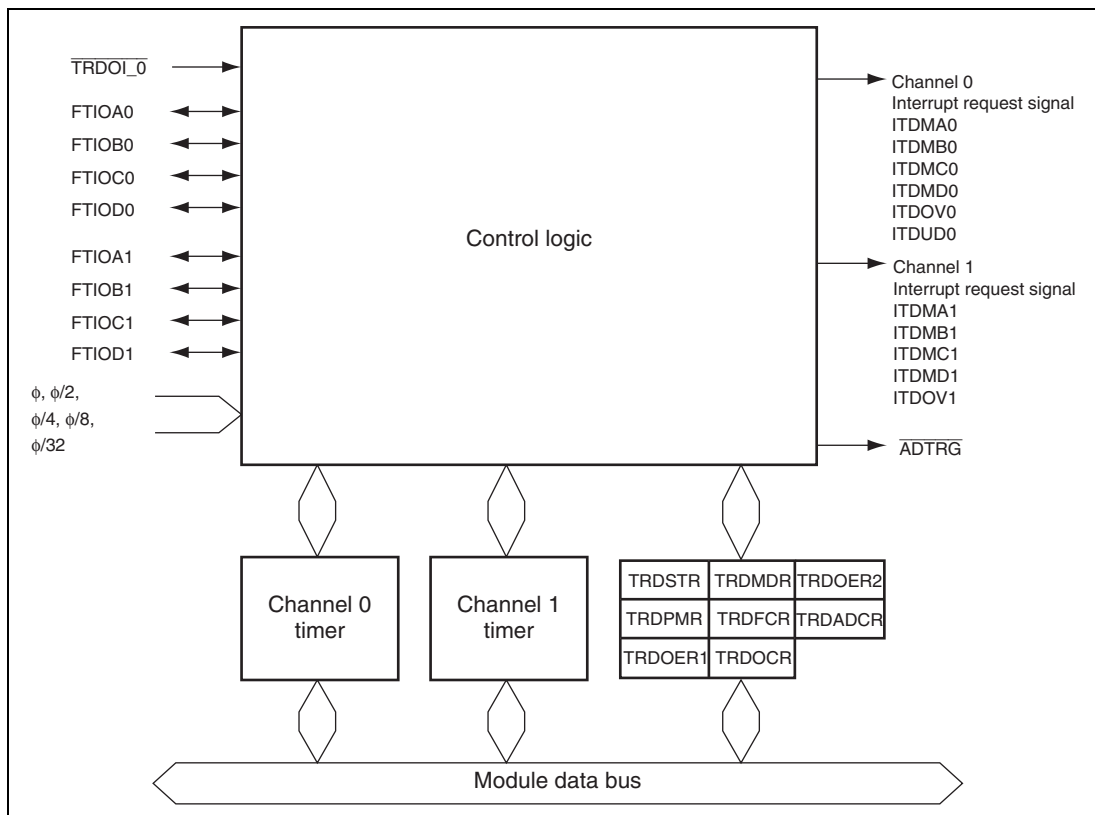 TRDOI_0
FTIOA0
FTIOB0
FTIOC0
FTIOD0
FTIOA1
FTIOB1
FTIOC1
FTIOD1
ϕ, ϕ/2,
ϕ/4, ϕ/8,
ϕ/32
Control logic
Channel 0
Interrupt request signal
ITDMA0
ITDMB0
ITDMC0
ITDMD0
ITDOV0
ITDUD0
Channel 1
Interrupt request signal
ITDMA1
ITDMB1
ITDMC1
ITDMD1
ITDOV1
ADTRG
Channel 0
timer
Channel 1
timer
TRDSTR TRDMDR TRDOER2
TRDPMR TRDFCR TRDADCR
TRDOER1 TRDOCR
Module data bus